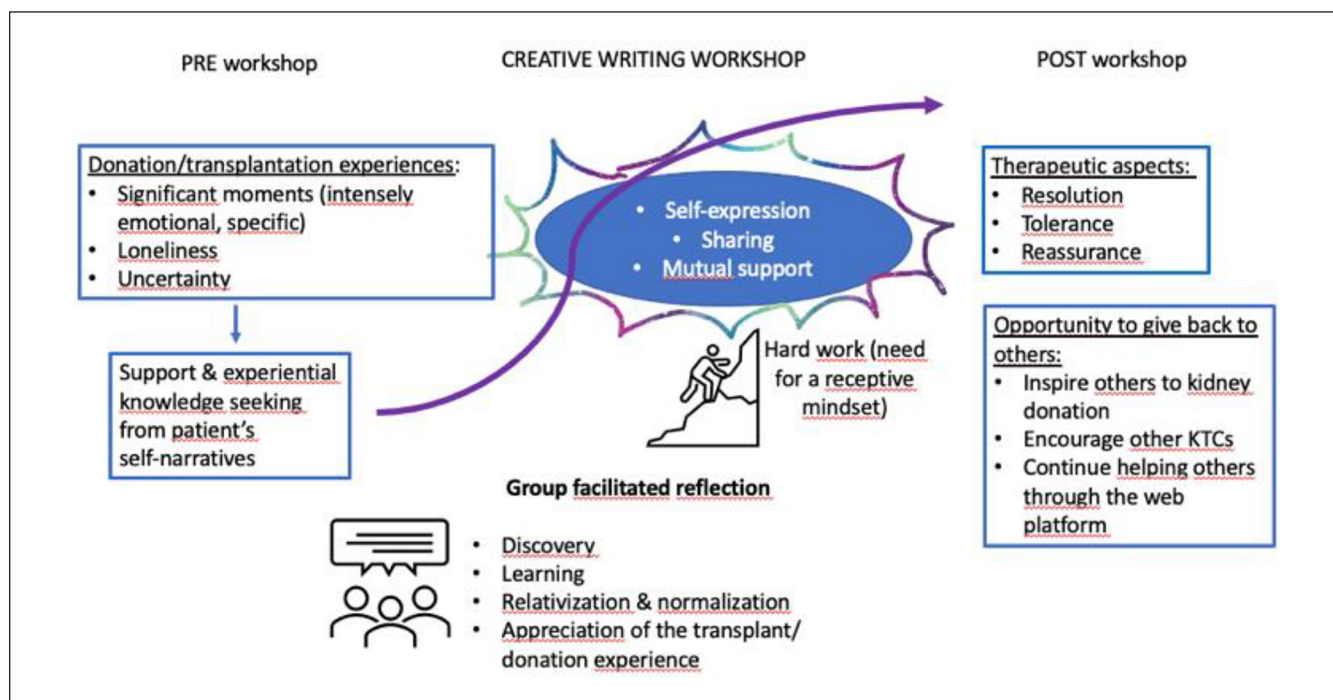 PRE workshop
CREATIVE WRITING WORKSHOP
POST workshop
Donation/transplantation experiences:
• Significant moments (intensely
emotional, specific)
• Loneliness
• Uncertainty
Support & experiential
knowledge seeking
from patient's
self-narratives
• Self-expression
• Sharing
• Mutual support
Hard work (need
for a receptive
mindset)
Group facilitated reflection
• Discovery
• Learning
• Relativization & normalization
• Appreciation of the transplant/
donation experience
Therapeutic aspects:
• Resolution
• Tolerance
• Reassurance
Opportunity to give back to
others:
• Inspire others to kidney
donation
• Encourage other KTCs
• Continue helping others
through the web
platform